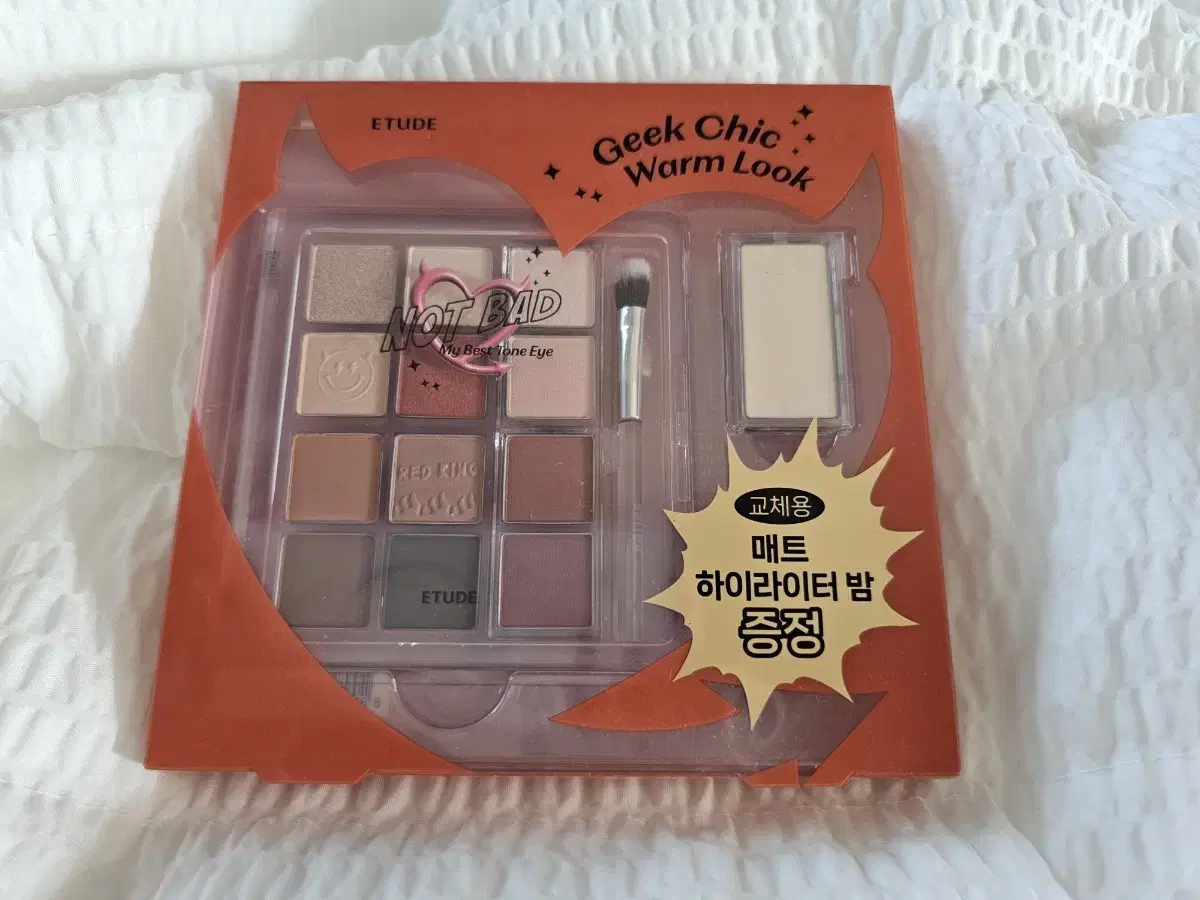 ETUDE
Geek Chic
Warm Look
NOT BAD
My Best Tone Eye
RED KING
ETUDE
교체용
매트
하이라이터 밤
증정